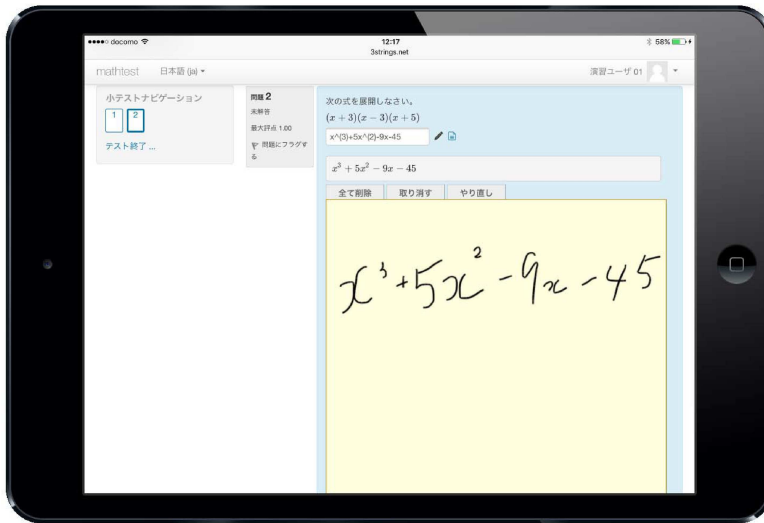 docomo 12:17 58%
3strings.net
mathtest 日本語 (ja) 演習ユーザ 01
小テストナビゲーション
1 2
テスト終了 ...
問題 2
未解答
最大評点 1.00
問題にフラグす
る
次の式を展開しなさい。
(x + 3)(x − 3)(x + 5)
x^(3)+5x^(2)-9x-45
x³ + 5x² − 9x − 45
全て削除 取り消す やり直し
x³+5x²-9x-45